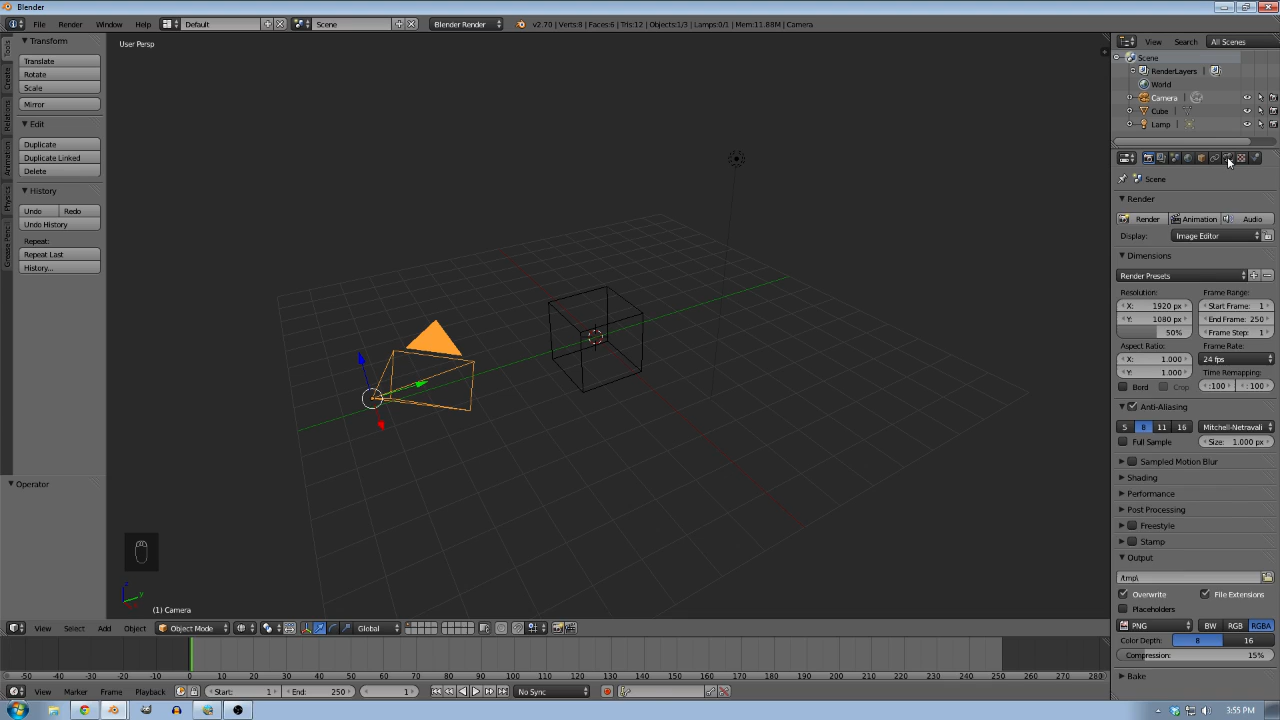 Blender
File Render Window Help Default Scene Blender Render v2.70 | Verts:8 | Faces:6 | Tris:12 | Objects:1/3 | Lamps:0/1 | Mem:11.88M | Camera
Tools
Create
Relations
Animation
Physics
Grease Pencil
Transform
Translate
Rotate
Scale
Mirror
Edit
Duplicate
Duplicate Linked
Delete
History
Undo Redo
Undo History
Repeat:
Repeat Last
History...
Operator
User Persp
(1) Camera
View Select Add Object Object Mode Global
View Search All Scenes
Scene
RenderLayers
World
Camera
Cube
Lamp
Scene
Render
Render Animation Audio
Display: Image Editor
Dimensions
Render Presets
Resolution: Frame Range:
X: 1920 px Start Frame: 1
Y: 1080 px End Frame: 250
50% Frame Step: 1
Aspect Ratio: Frame Rate:
X: 1.000 24 fps
Y: 1.000 Time Remapping:
Bord Crop :100 :100
Anti-Aliasing
5 8 11 16 Mitchell-Netravali
Full Sample Size: 1.000 px
Sampled Motion Blur
Shading
Performance
Post Processing
Freestyle
Stamp
Output
/tmp\
Overwrite File Extensions
Placeholders
PNG BW RGB RGBA
Color Depth: 8 16
Compression: 15%
Bake
-50 -40 -30 -20 -10 0 10 20 30 40 50 60 70 80 90 100 110 120 130 140 150 160 170 180 190 200 210 220 230 240 250 260 270 280
View Marker Frame Playback Start: 1 End: 250 1 No Sync
3:55 PM